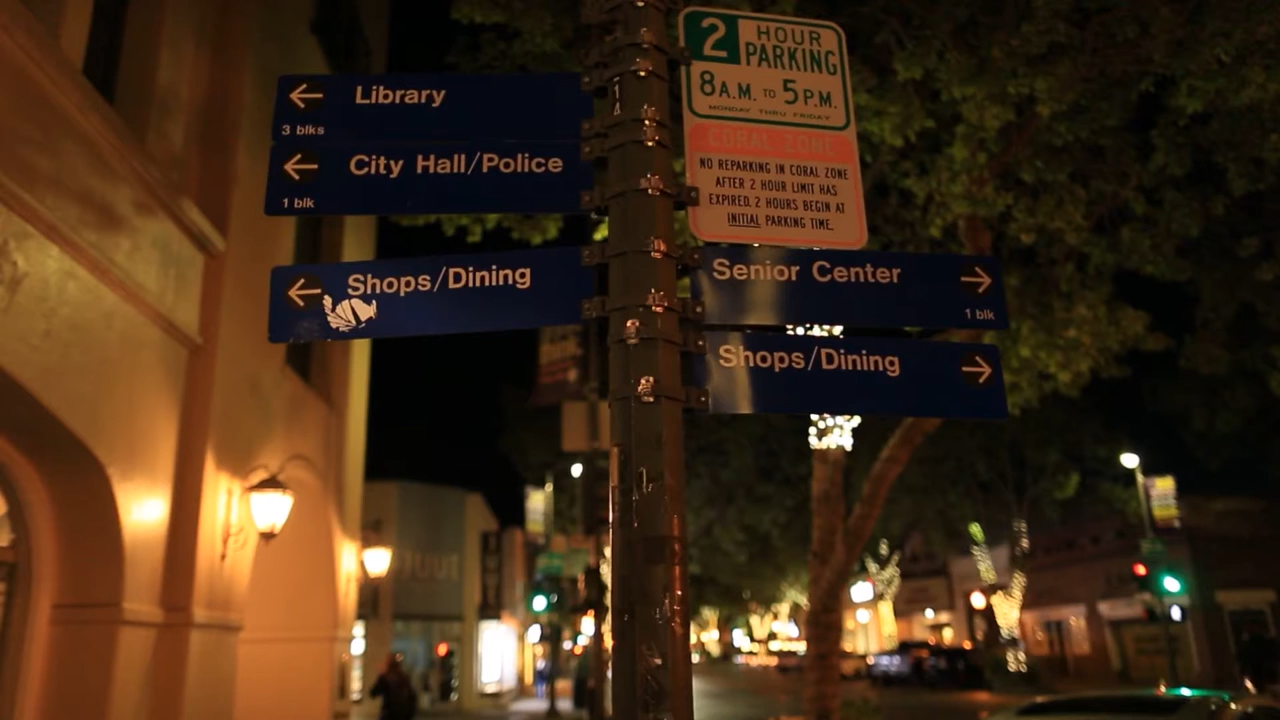 Library
3 blks
City Hall/Police
1 blk
Shops/Dining
2 HOUR
PARKING
8 A.M. TO 5 P.M.
MONDAY THRU FRIDAY
CORAL ZONE
NO REPARKING IN CORAL ZONE
AFTER 2 HOUR LIMIT HAS
EXPIRED. 2 HOURS BEGIN AT
INITIAL PARKING TIME.
Senior Center
1 blk
Shops/Dining